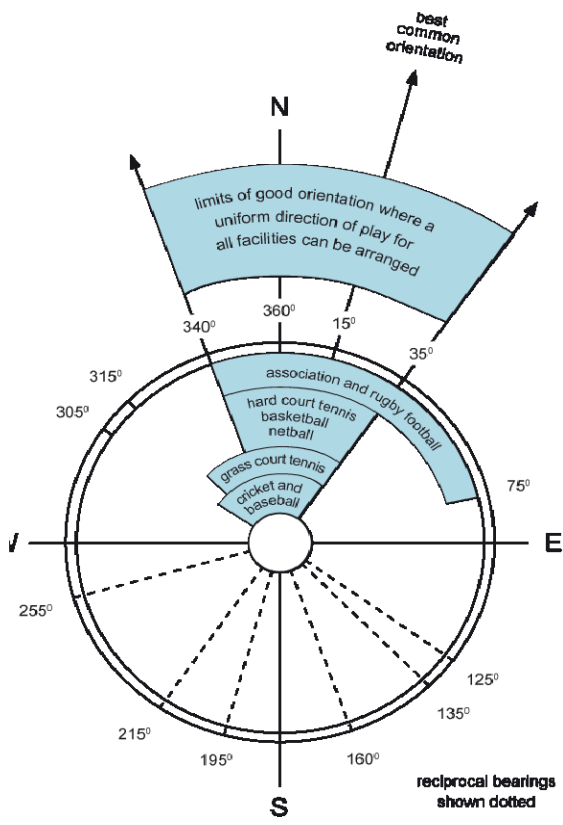 best
common
orientation
N
limits of good orientation where a
uniform direction of play for
all facilities can be arranged
340⁰
360⁰
15⁰
35⁰
315⁰
305⁰
association and rugby football
hard court tennis
basketball
netball
grass court tennis
cricket and
baseball
75⁰
E
255⁰
125⁰
135⁰
215⁰
195⁰
160⁰
reciprocal bearings
shown dotted
S